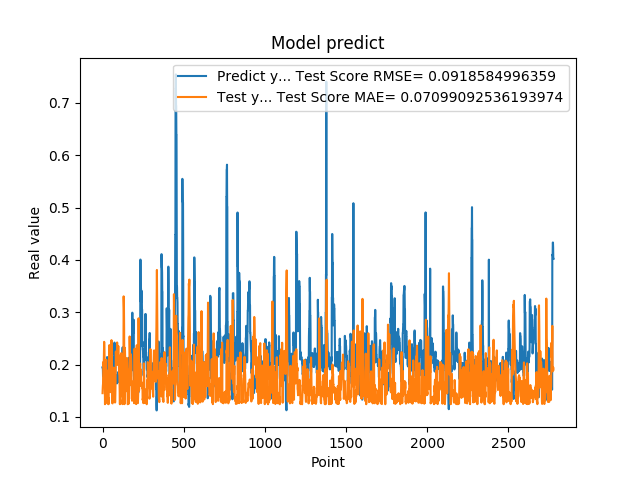 Model predict
Predict y... Test Score RMSE= 0.0918584996359
Test y... Test Score MAE= 0.07099092536193974
0.7
0.6
0.5
0.4
0.3
0.2
0.1
Real value
0 500 1000 1500 2000 2500
Point